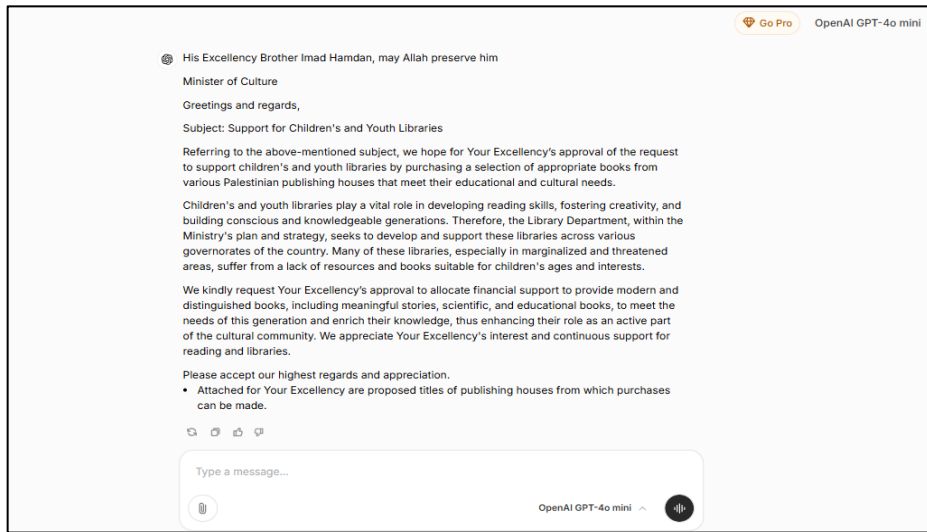 Go Pro OpenAI GPT-4o mini
His Excellency Brother Imad Hamdan, may Allah preserve him
Minister of Culture
Greetings and regards,
Subject: Support for Children's and Youth Libraries
Referring to the above-mentioned subject, we hope for Your Excellency's approval of the request
to support children's and youth libraries by purchasing a selection of appropriate books from
various Palestinian publishing houses that meet their educational and cultural needs.
Children's and youth libraries play a vital role in developing reading skills, fostering creativity, and
building conscious and knowledgeable generations. Therefore, the Library Department, within the
Ministry's plan and strategy, seeks to develop and support these libraries across various
governorates of the country. Many of these libraries, especially in marginalized and threatened
areas, suffer from a lack of resources and books suitable for children's ages and interests.
We kindly request Your Excellency's approval to allocate financial support to provide modern and
distinguished books, including meaningful stories, scientific, and educational books, to meet the
needs of this generation and enrich their knowledge, thus enhancing their role as an active part
of the cultural community. We appreciate Your Excellency's interest and continuous support for
reading and libraries.
Please accept our highest regards and appreciation.
• Attached for Your Excellency are proposed titles of publishing houses from which purchases
can be made.
Type a message...
OpenAI GPT-4o mini